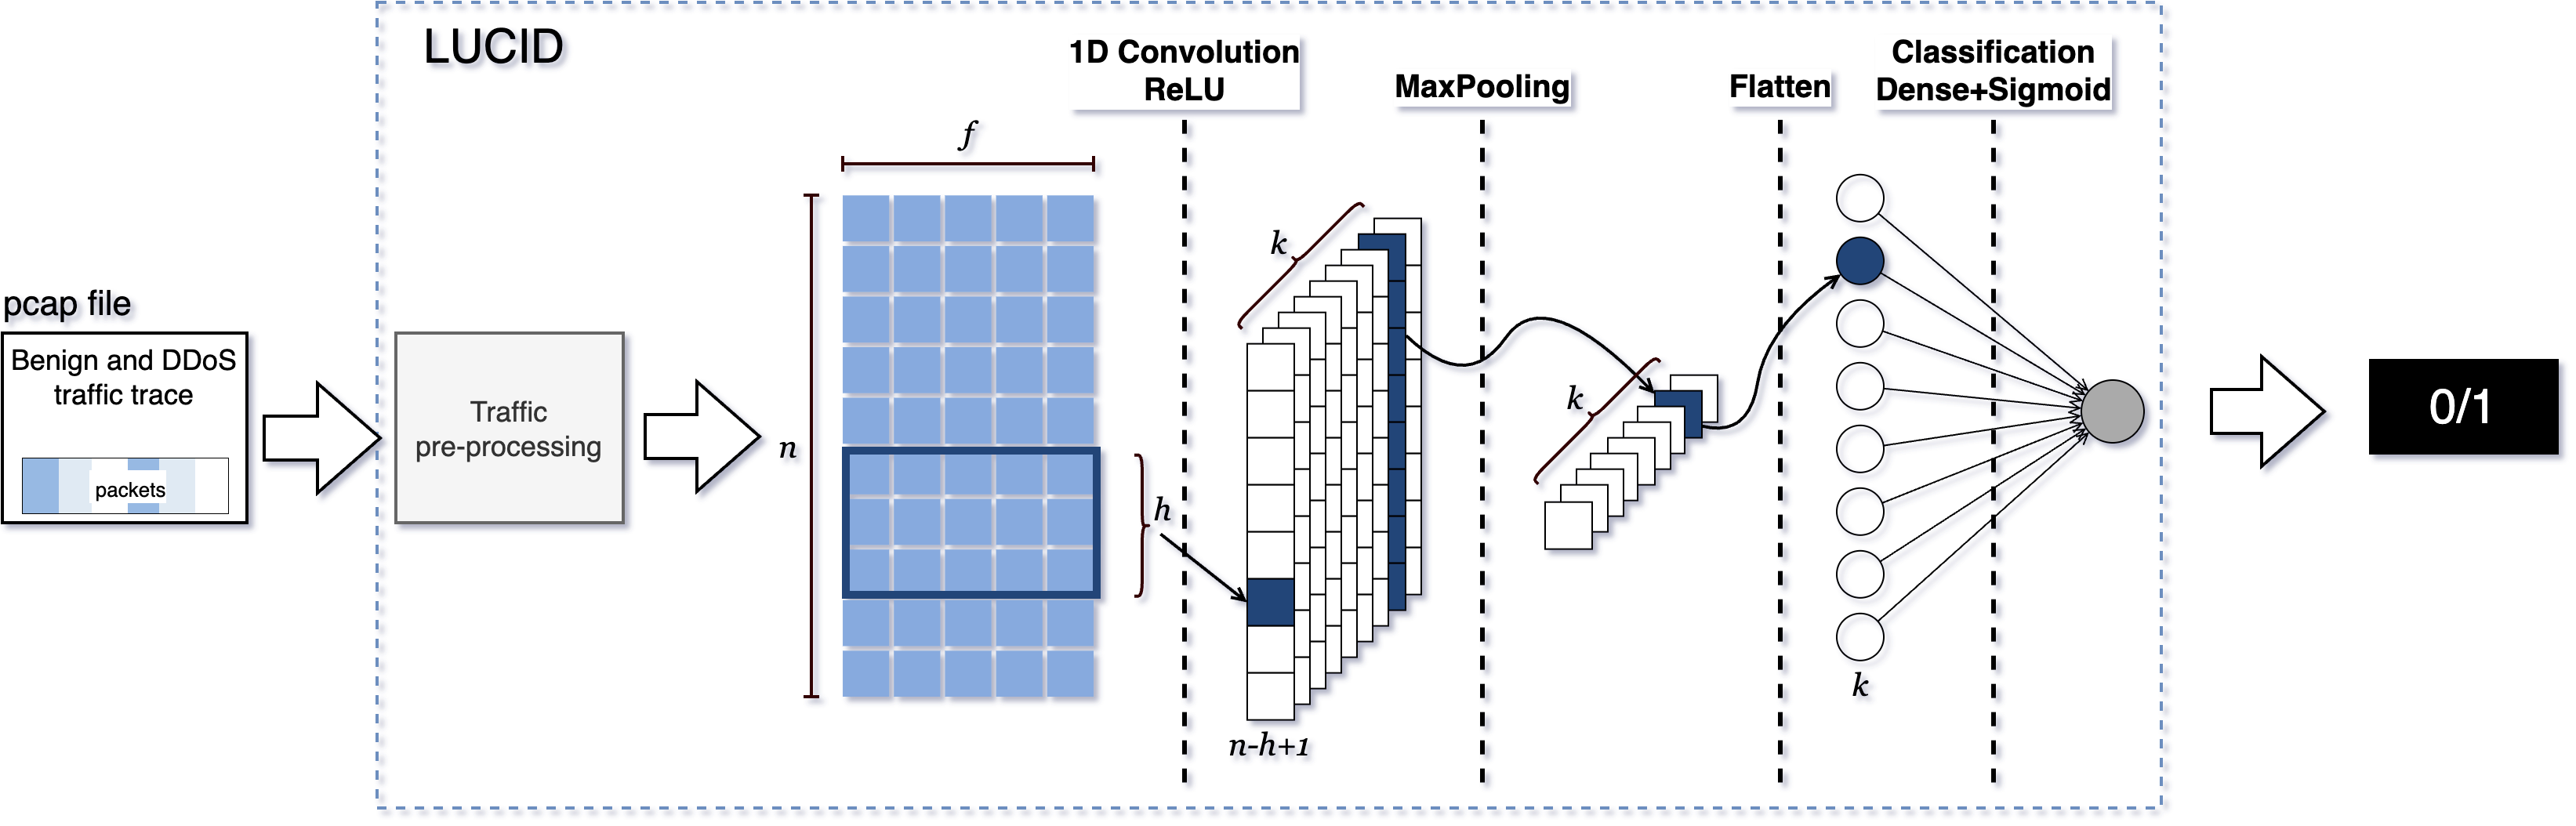 LUCID
1D Convolution
ReLU
MaxPooling
Flatten
Classification
Dense+Sigmoid
f
k
pcap file
Benign and DDoS
traffic trace
packets
Traffic
pre-processing
n
h
k
0/1
k
n-h+1